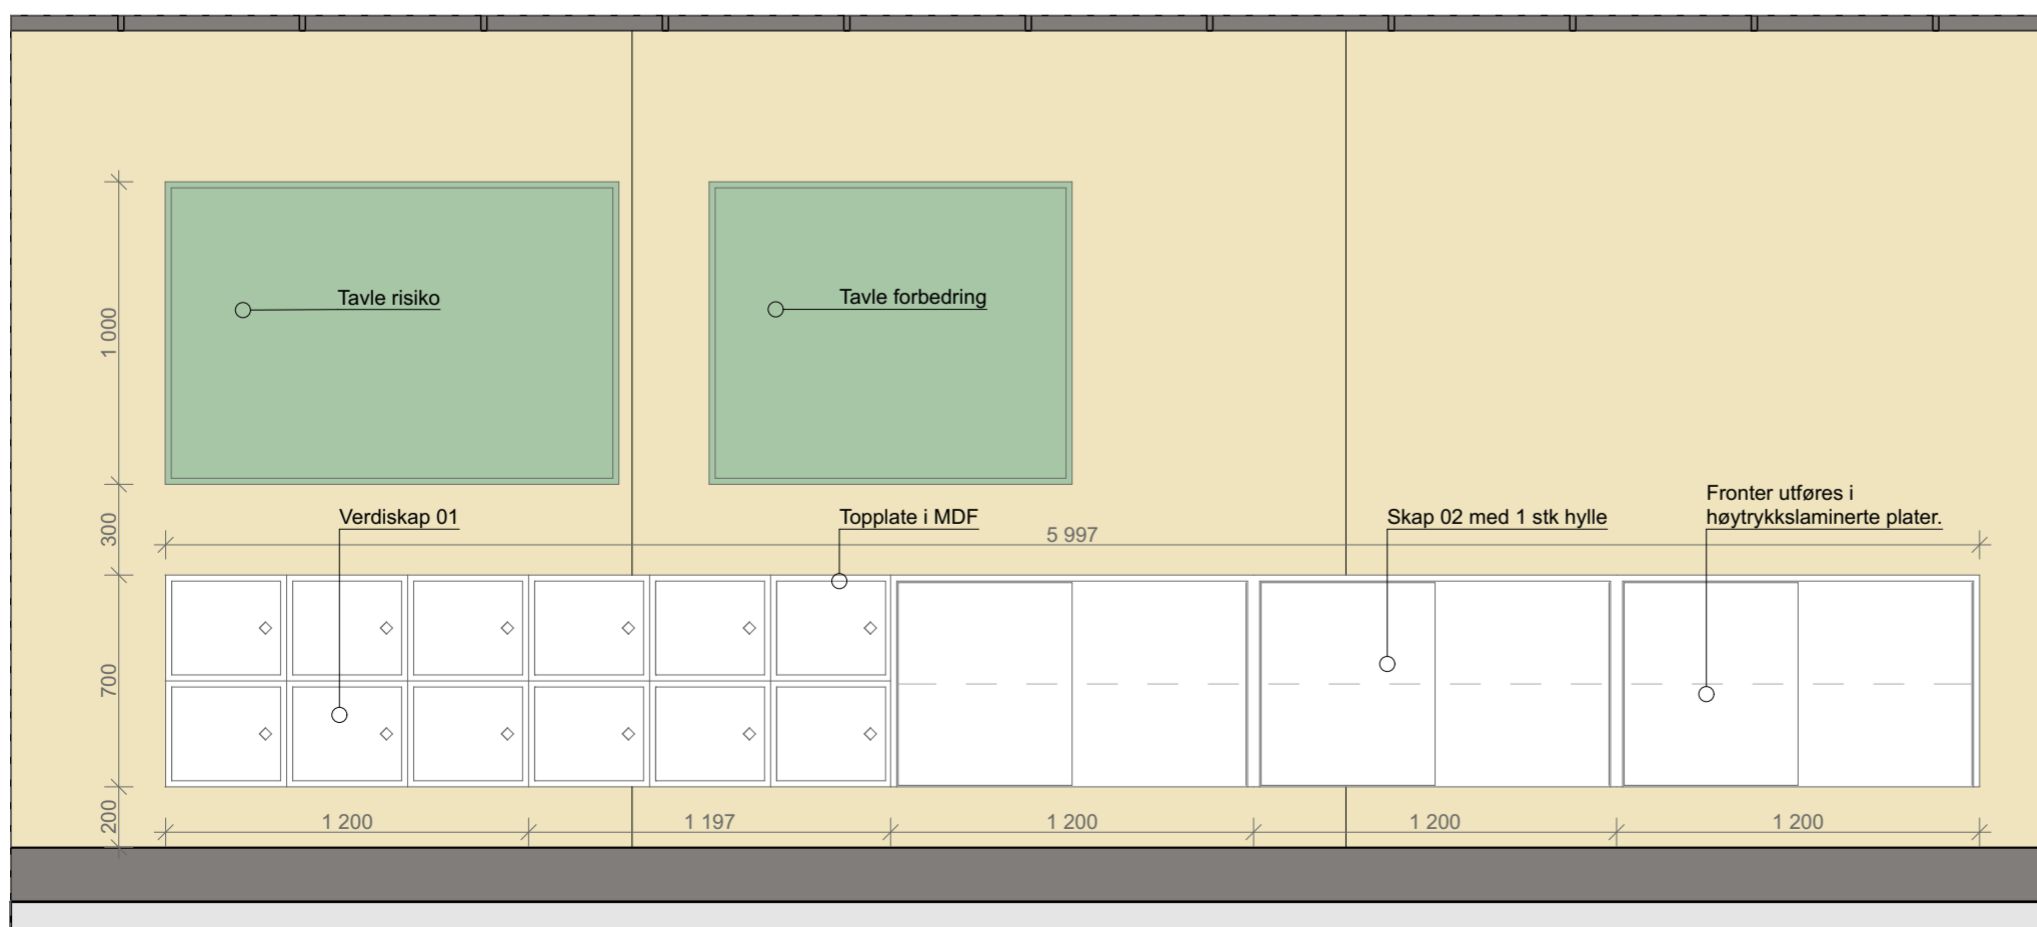 Tavle risiko
Tavle forbedring
1 000
Fronter utføres i
høytrykkslaminerte plater.
Verdiskap 01
Topplate i MDF
Skap 02 med 1 stk hylle
300
5 997
700
200
1 200
1 197
1 200
1 200
1 200